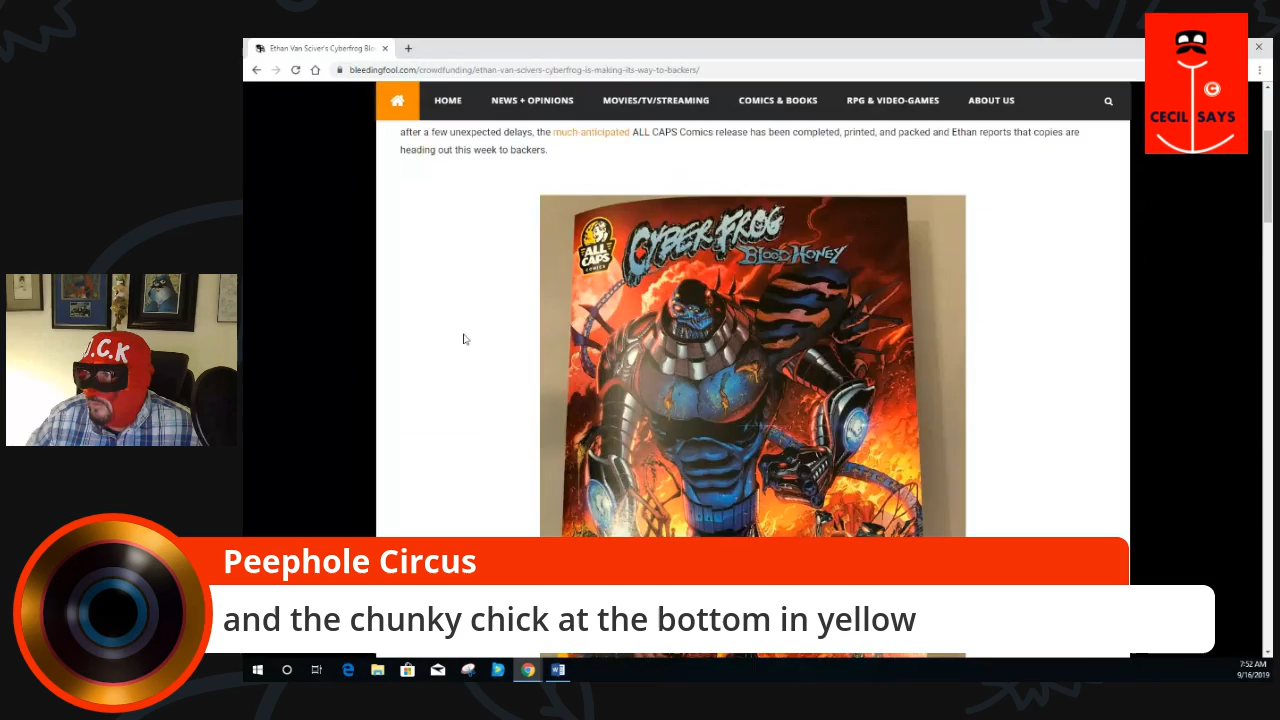 Ethan Van Sciver's Cyberfrog Blo
bleedingfool.com/crowdfunding/ethan-van-scivers-cyberfrog-is-making-its-way-to-backers/
HOME NEWS + OPINIONS MOVIES/TV/STREAMING COMICS & BOOKS RPG & VIDEO-GAMES ABOUT US
after a few unexpected delays, the much-anticipated ALL CAPS Comics release has been completed, printed, and packed and Ethan reports that copies are
heading out this week to backers.
C
CECIL SAYS
ALL
CAPS
COMICS
CYBER FROG
BLOOD HONEY
U.C.K
Peephole Circus
and the chunky chick at the bottom in yellow
7:52 AM
9/16/2019